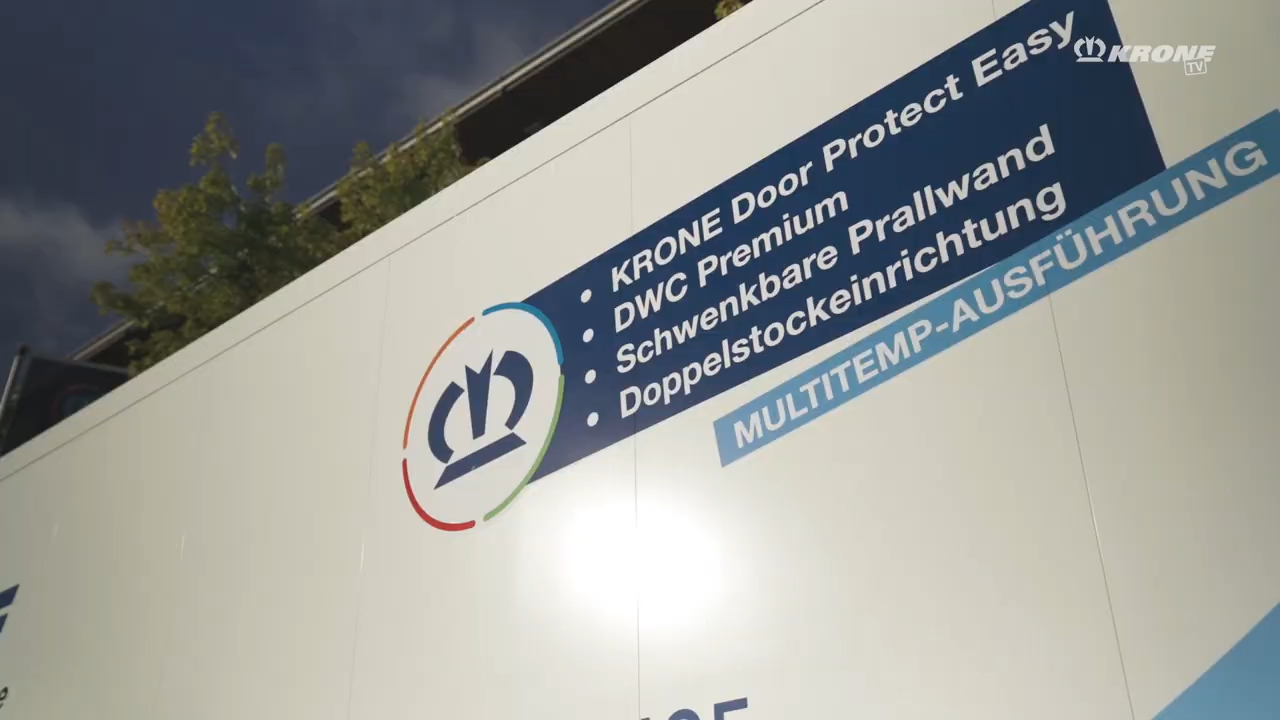 KRONE
TV
• KRONE Door Protect Easy
• DWC Premium
• Schwenkbare Prallwand
• Doppelstockeinrichtung
MULTITEMP-AUSFÜHRUNG